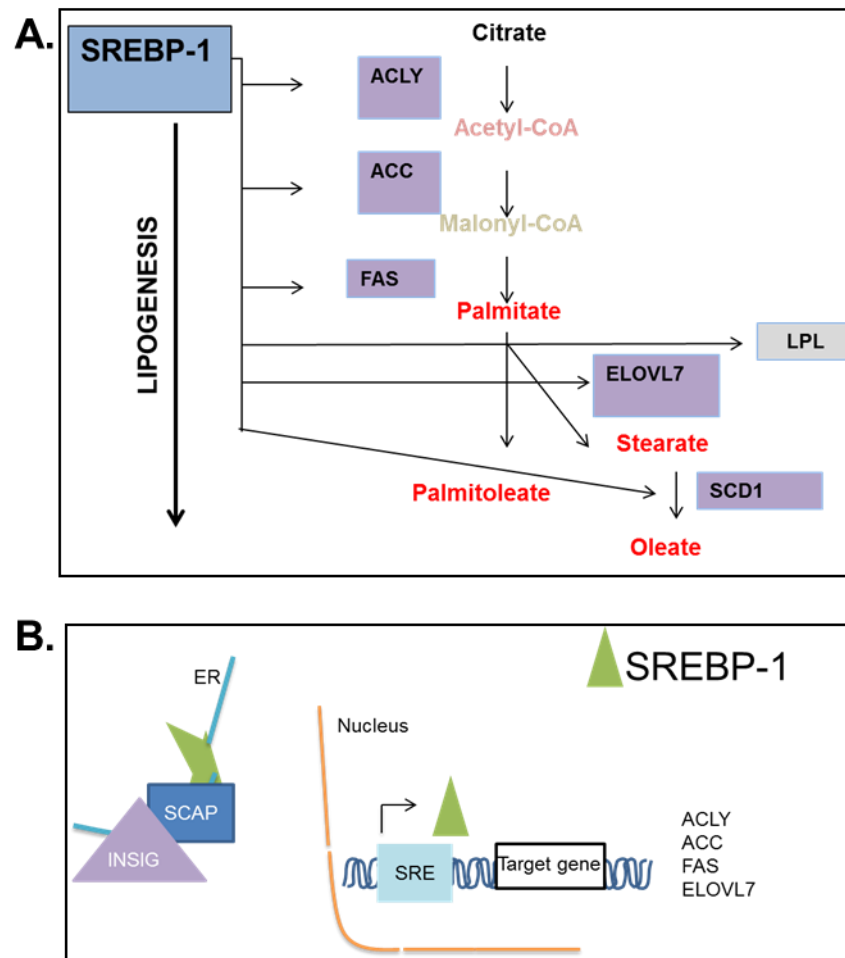 A.
SREBP-1
Citrate
ACLY
Acetyl-CoA
ACC
Malonyl-CoA
FAS
Palmitate
LPL
ELOVL7
Stearate
LIPOGENESIS
Palmitoleate
SCD1
Oleate
B.
SREBP-1
ER
Nucleus
SCAP
INSIG
SRE
Target gene
ACLY
ACC
FAS
ELOVL7